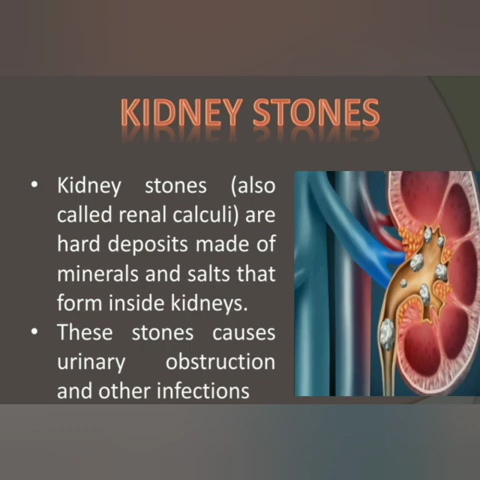 KIDNEY STONES
• Kidney stones (also
called renal calculi) are
hard deposits made of
minerals and salts that
form inside kidneys.
• These stones causes
urinary obstruction
and other infections